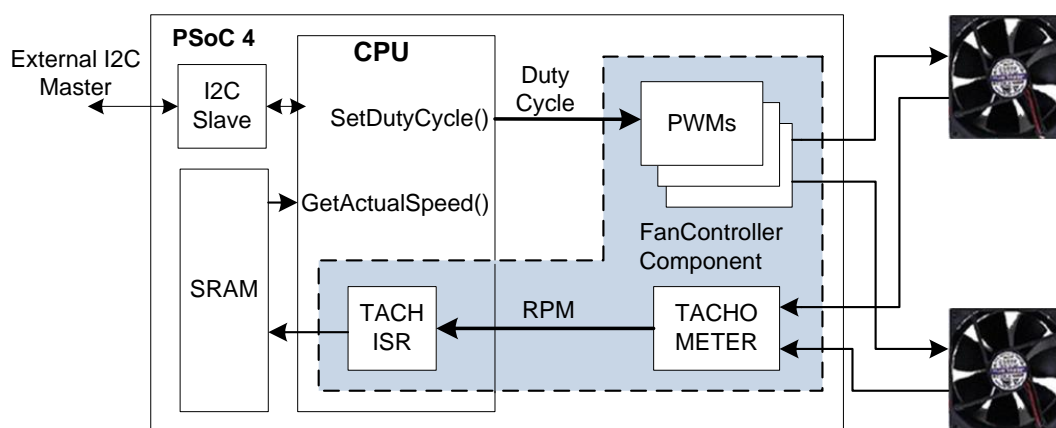 PSoC 4
CPU
External I2C
Master
I2C
Slave
Duty
Cycle
SetDutyCycle()
PWMs
GetActualSpeed()
FanController
Component
SRAM
TACH
ISR
RPM
TACHO
METER